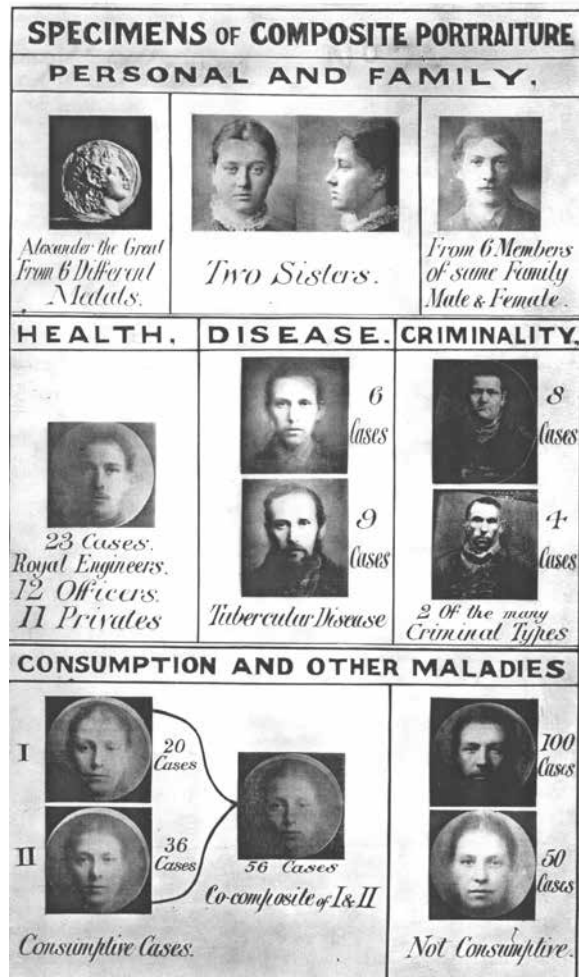 SPECIMENS OF COMPOSITE PORTRAITURE
PERSONAL AND FAMILY.
Alexander the Great
From 6 Different
Medals.
Two Sisters.
From 6 Members
of same Family
Male & Female.
HEALTH.
23 Cases.
Royal Engineers.
12 Officers.
11 Privates
DISEASE.
6
Cases
9
Cases
Tubercular Disease
CRIMINALITY.
8
Cases
4
Cases
2 Of the many
Criminal Types
CONSUMPTION AND OTHER MALADIES
I
20
Cases
II
36
Cases
Consumptive Cases.
56 Cases
Co-composite of I & II
100
Cases
50
Cases
Not Consumptive.